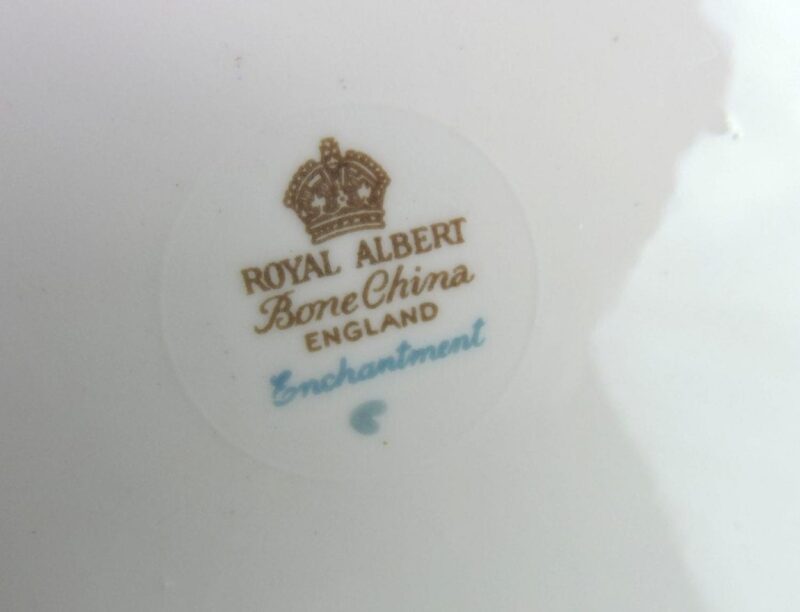 ROYAL ALBERT
Bone China
ENGLAND
Enchantment